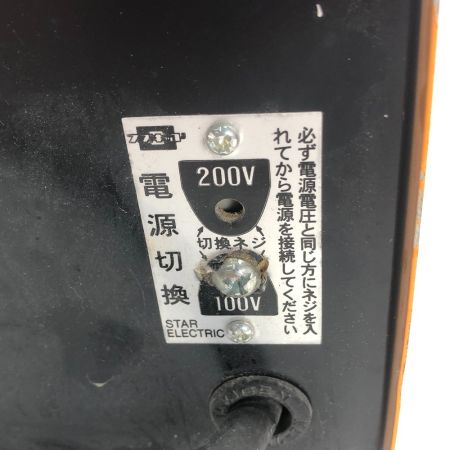 必ず電源電圧と同じ方にネジを入
れてから電源を接続してください
電源切換
200V
切換ネジ
100V
STAR
ELECTRIC